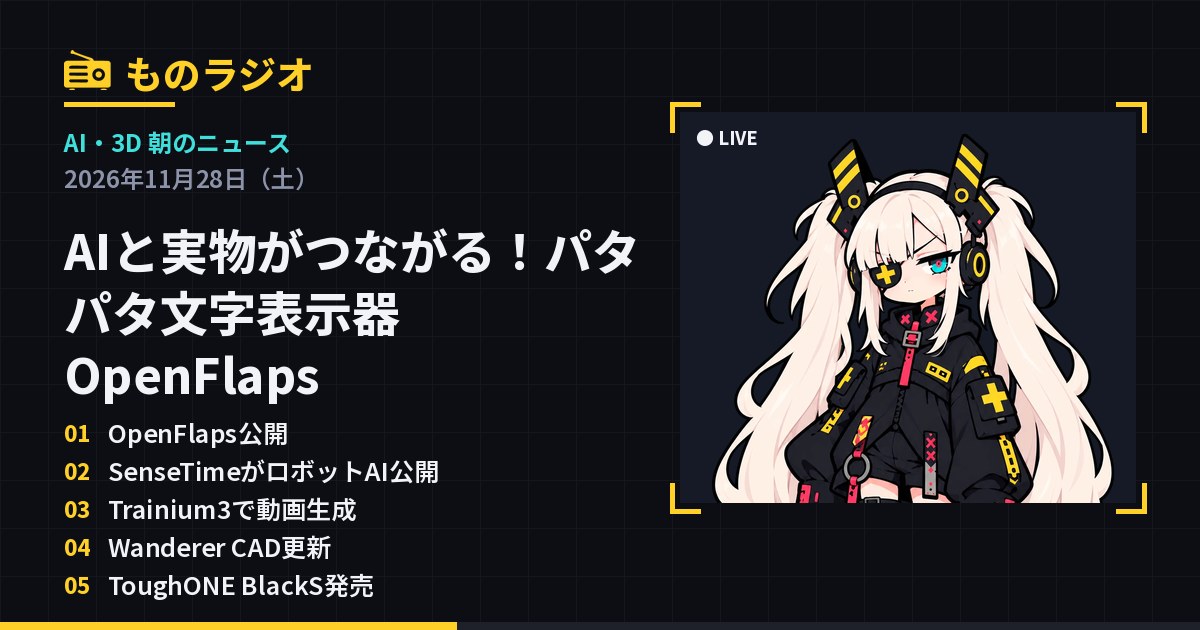 ものラジオ
AI・3D 朝のニュース
2026年11月28日（土）
AIと実物がつながる！パタ
パタ文字表示器
OpenFlaps
01 OpenFlaps公開
02 SenseTimeがロボットAI公開
03 Trainium3で動画生成
04 Wanderer CAD更新
05 ToughONE BlackS発売
LIVE